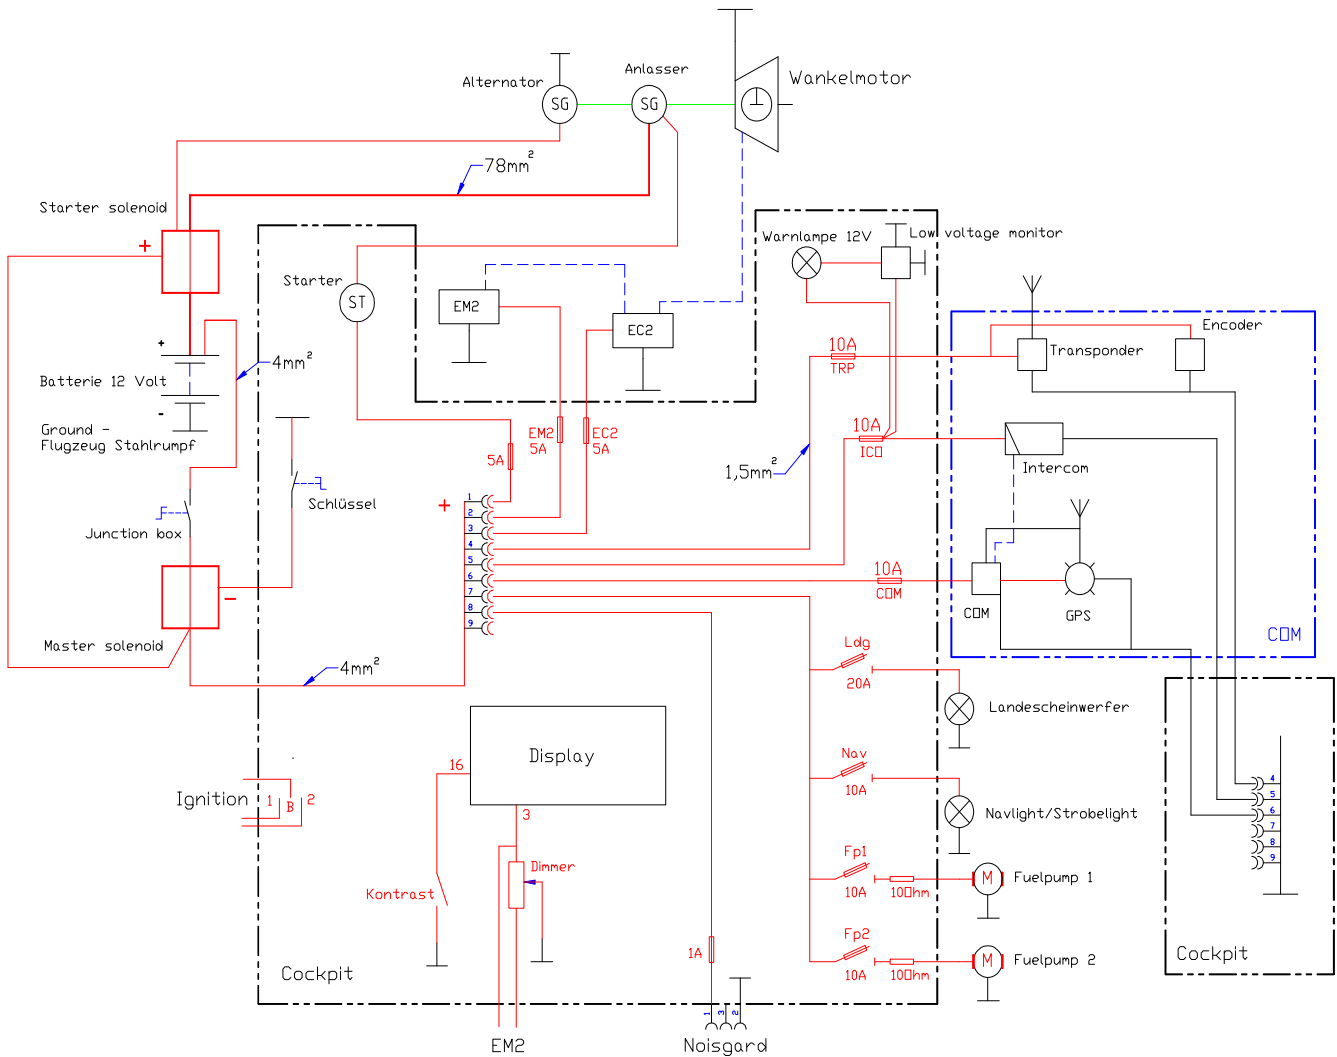 Alternator
Anlasser
SG
SG
Wankelmotor
78mm²
Starter solenoid
+
Warnlampe 12V
Low voltage monitor
Starter
ST
EM2
EC2
Encoder
Transponder
10A
TRP
+
4mm²
Batterie 12 Volt
-
Ground -
Flugzeug Stahlrumpf
EM2
5A
EC2
5A
5A
10A
ICO
1,5mm²
Intercom
Schlüssel
Junction box
+
1
2
3
4
5
6
7
8
9
10A
COM
COM
GPS
COM
-
Master solenoid
4mm²
Ldg
20A
Landescheinwerfer
Display
16
3
Nav
10A
Navlight/Strobelight
Ignition
1
B
2
Dimmer
Kontrast
Fp1
10A
10Ohm
M
Fuelpump 1
Fp2
10A
10Ohm
M
Fuelpump 2
4
5
6
7
8
9
Cockpit
1A
Cockpit
1
3
2
EM2
Noisgard